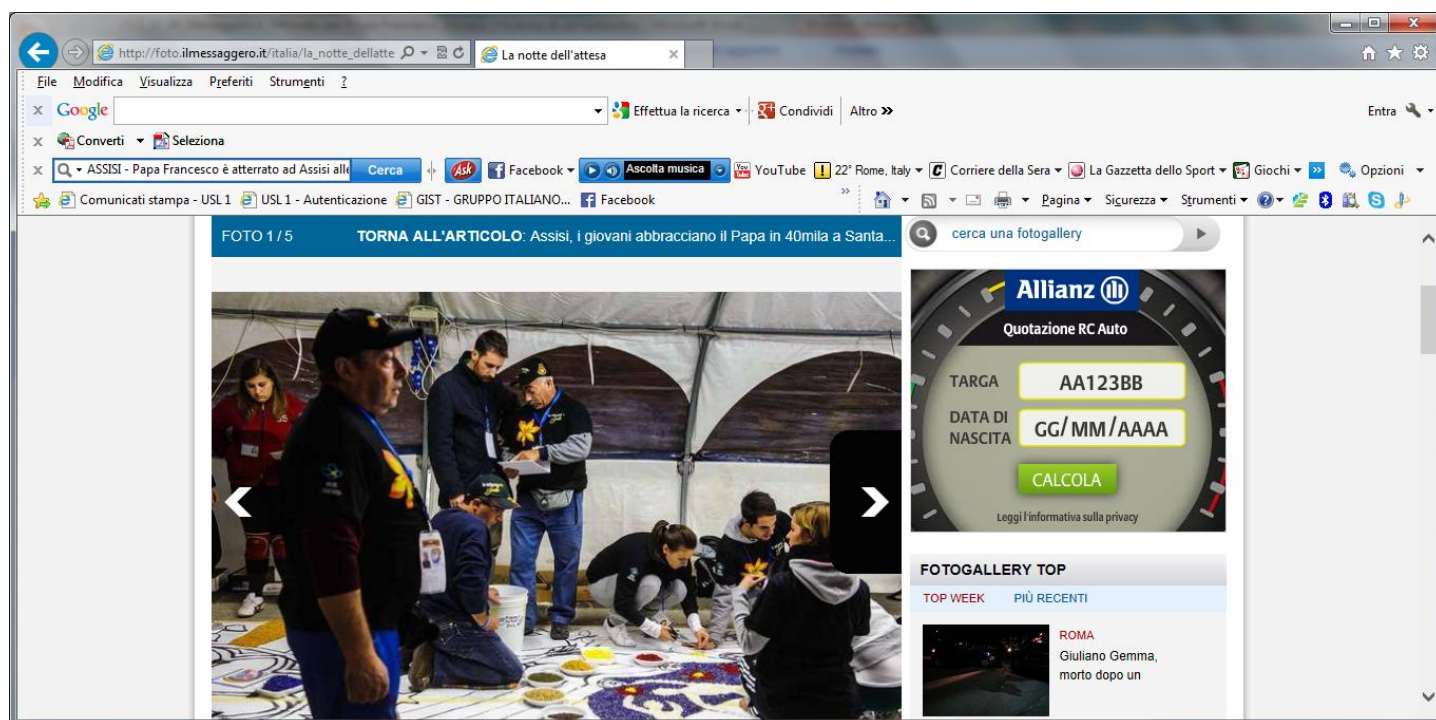 http://foto.ilmessaggero.it/italia/la_notte_dellatte
La notte dell'attesa
File Modifica Visualizza Preferiti Strumenti ?
Google Effettua la ricerca Condividi Altro » Entra
Converti Seleziona
ASSISI - Papa Francesco è atterrato ad Assisi alle Cerca Ask Facebook Ascolta musica You Tube YouTube 22° Rome, Italy Corriere della Sera La Gazzetta dello Sport Giochi » Opzioni
Comunicati stampa - USL 1 USL 1 - Autenticazione GIST - GRUPPO ITALIANO... Facebook » Pagina Sicurezza Strumenti
FOTO 1 / 5 TORNA ALL'ARTICOLO: Assisi, i giovani abbracciano il Papa in 40mila a Santa...
cerca una fotogallery
Allianz
Quotazione RC Auto
TARGA AA123BB
DATA DI NASCITA GG/MM/AAAA
CALCOLA
Leggi l'informativa sulla privacy
FOTOGALLERY TOP
TOP WEEK PIÙ RECENTI
ROMA
Giuliano Gemma,
morto dopo un